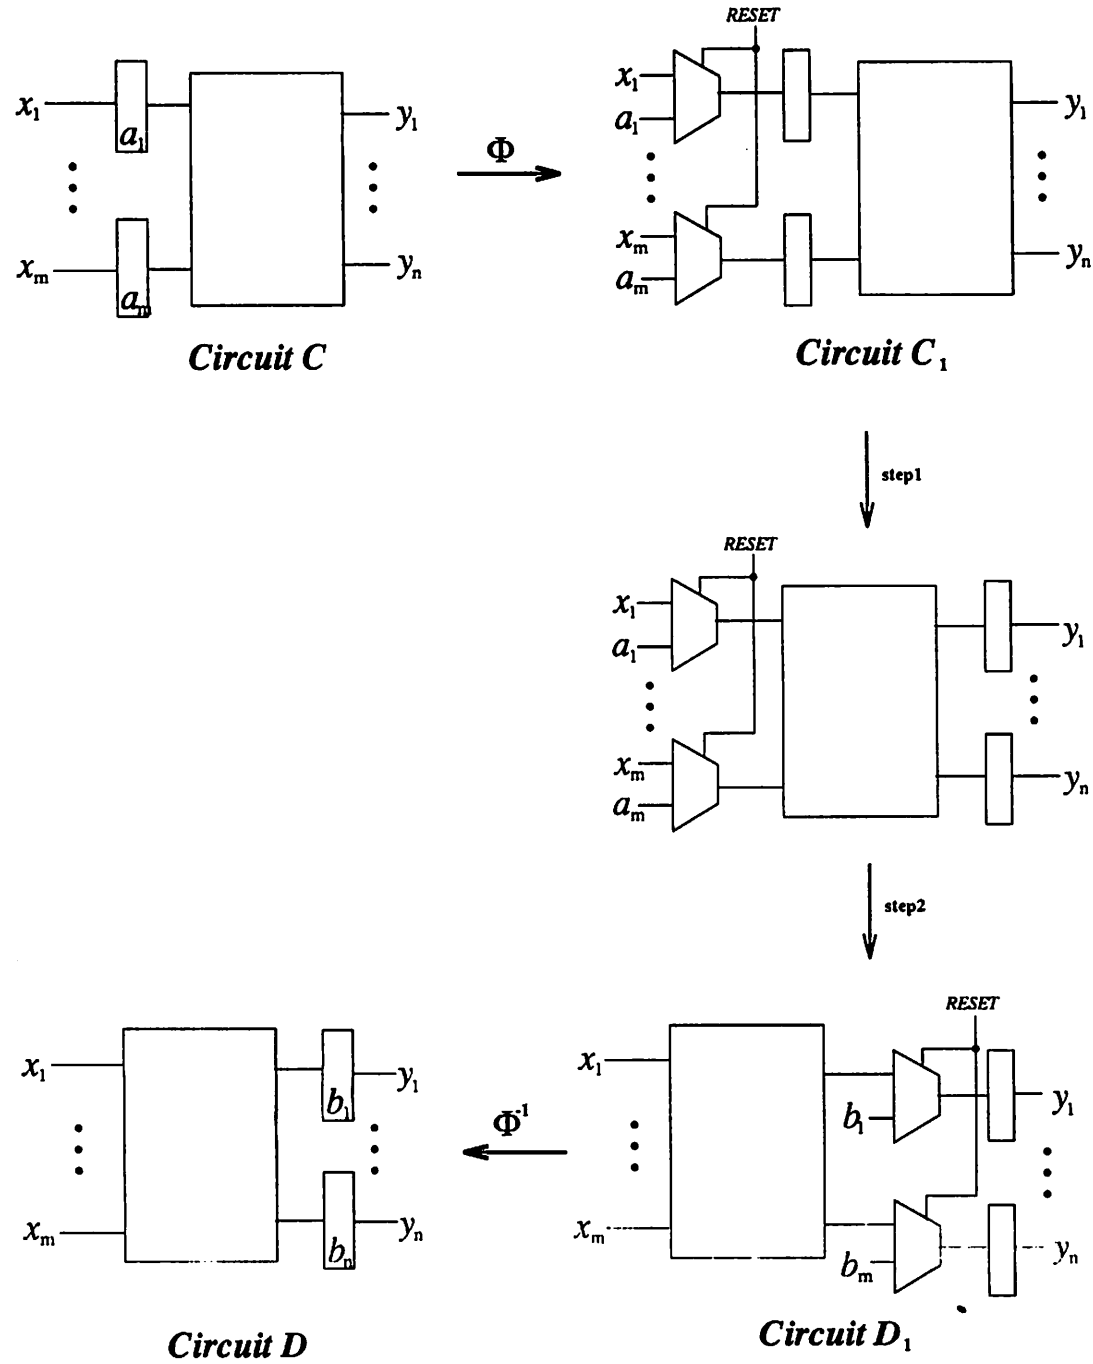 RESET
x₁
a₁
y₁
x₁
a₁
y₁
Φ
xₘ
aₘ
yₙ
xₘ
aₘ
yₙ
Circuit C
Circuit C₁
step1
RESET
x₁
a₁
y₁
xₘ
aₘ
yₙ
step2
RESET
x₁
b₁
y₁
x₁
b₁
y₁
Φ⁻¹
xₘ
bₙ
yₙ
xₘ
bₘ
yₙ
Circuit D
Circuit D₁